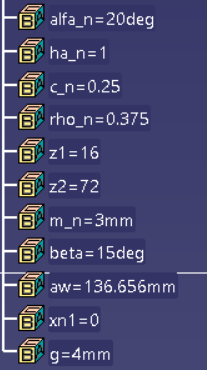 alfa_n=20deg
ha_n=1
c_n=0.25
rho_n=0.375
z1=16
z2=72
m_n=3mm
beta=15deg
aw=136.656mm
xn1=0
g=4mm